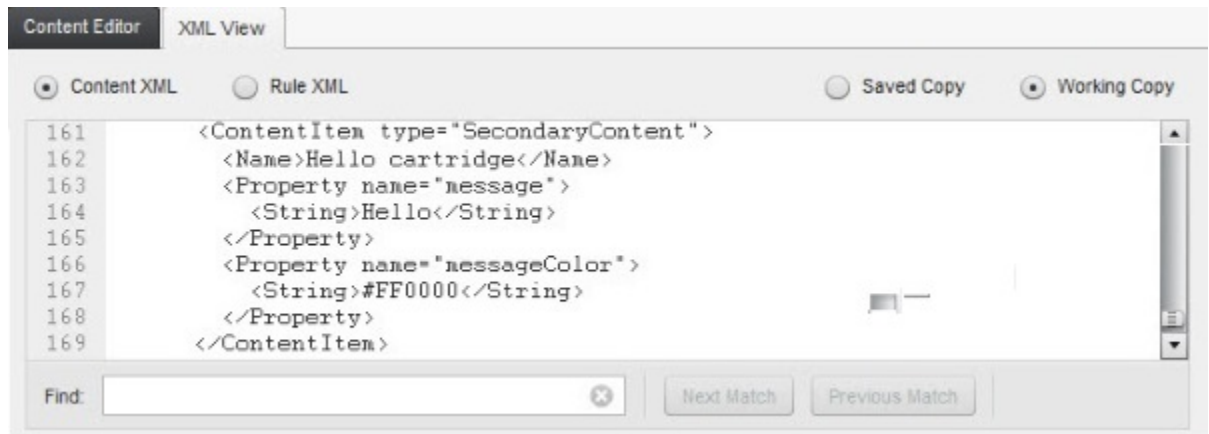 Content Editor XML View
Content XML Rule XML Saved Copy Working Copy
161 <ContentItem type="SecondaryContent">
162 <Name>Hello cartridge</Name>
163 <Property name="message">
164 <String>Hello</String>
165 </Property>
166 <Property name="messageColor">
167 <String>#FF0000</String>
168 </Property>
169 </ContentItem>
Find: Next Match Previous Match